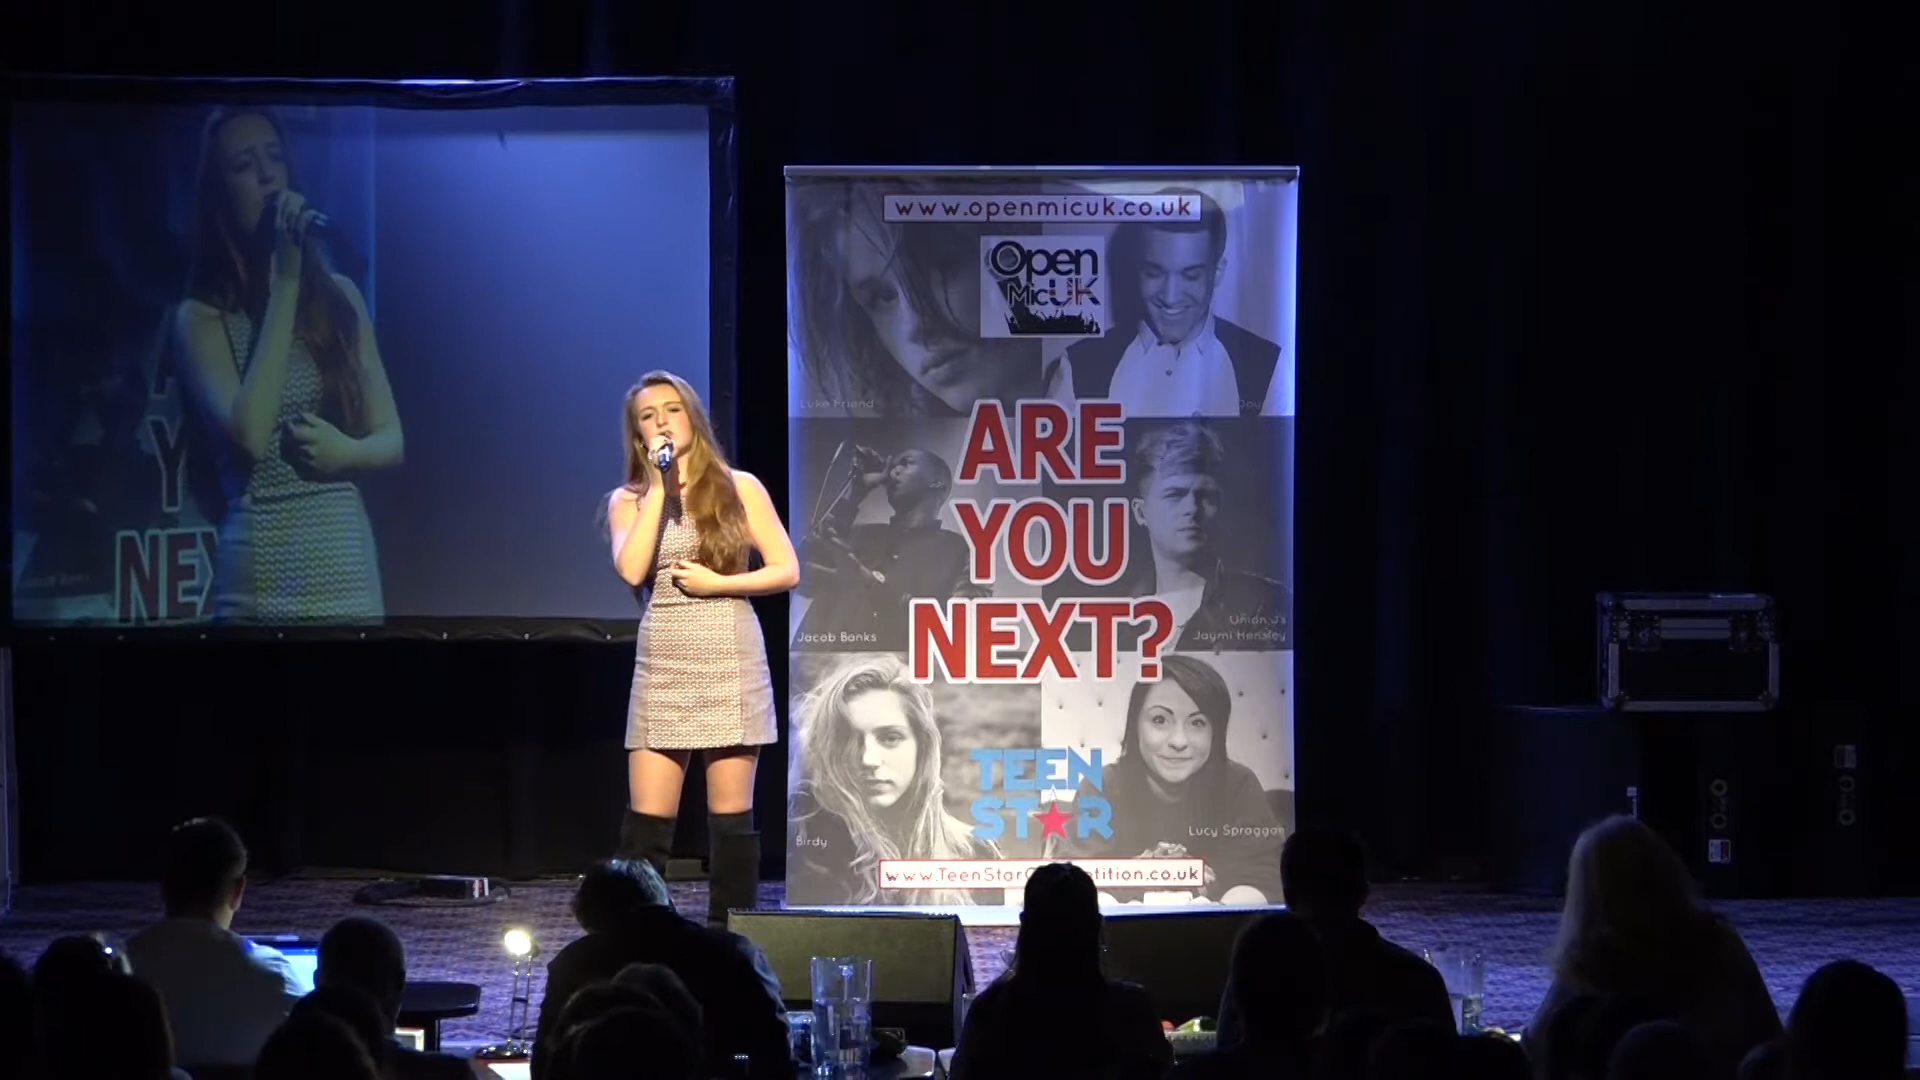 www.openmicuk.co.uk
Open
MicUK
Luke Friend
ARE
YOU
NEXT?
Jacob Banks
Union J's
Jaymi Hensley
TEEN
STAR
Birdy
Lucy Spraggan
Y
NEX